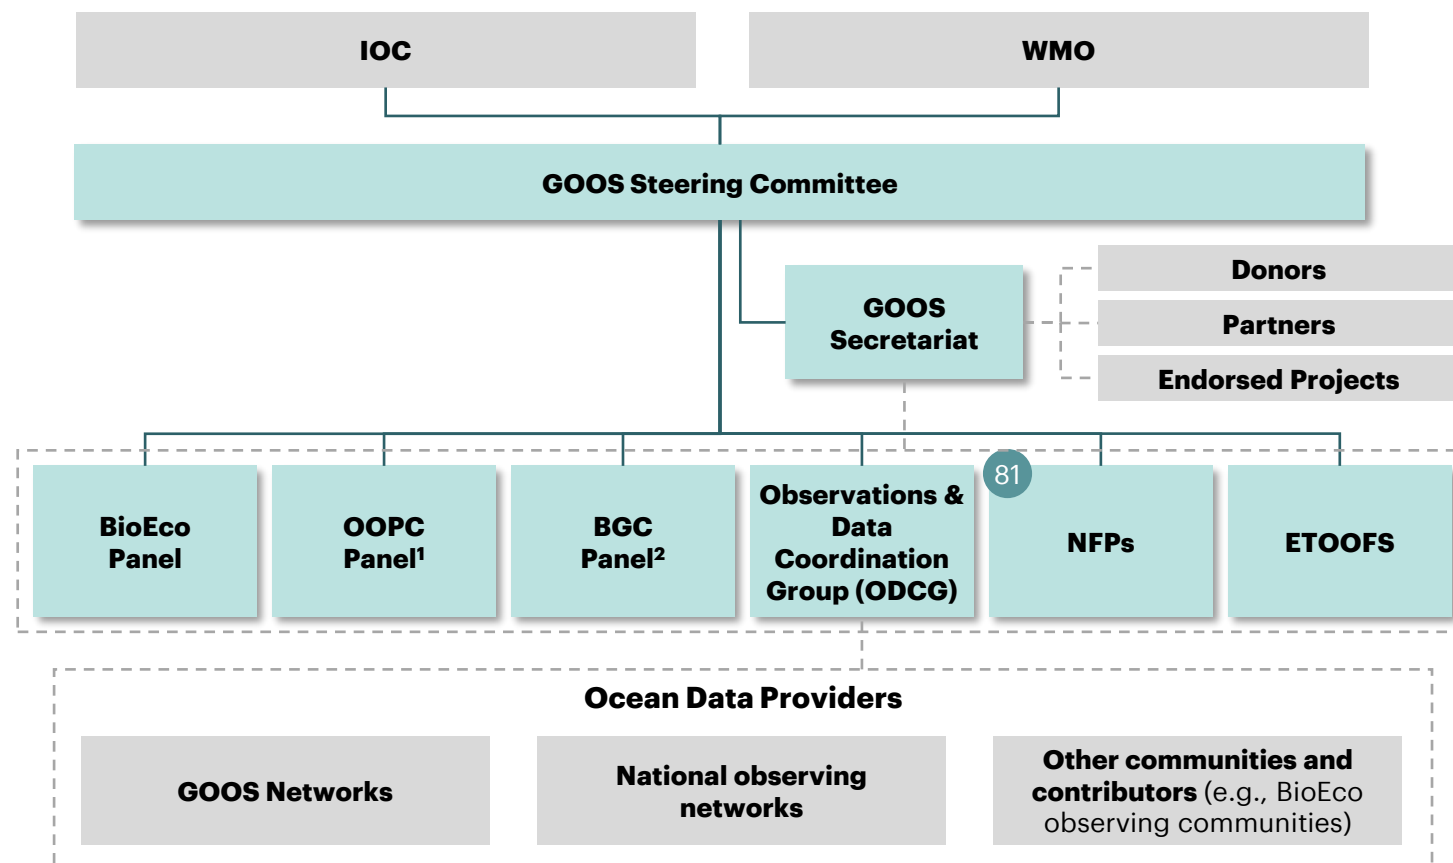 IOC
WMO
GOOS Steering Committee
GOOS
Secretariat
Donors
Partners
Endorsed Projects
BioEco
Panel
OOPC
Panel¹
BGC
Panel²
Observations &
Data
Coordination
Group (ODCG)
81
NFPs
ETOOFS
Ocean Data Providers
GOOS Networks
National observing
networks
Other communities and
contributors (e.g., BioEco
observing communities)